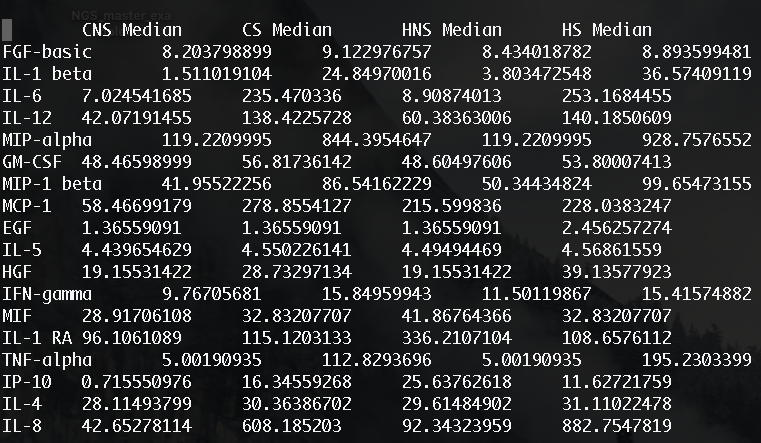 NGS_master_exa
CNS Median CS Median HNS Median HS Median
FGF-basic 8.203798899 9.122976757 8.434018782 8.893599481
IL-1 beta 1.511019104 24.84970016 3.803472548 36.57409119
IL-6 7.024541685 235.470336 8.90874013 253.1684455
IL-12 42.07191455 138.4225728 60.38363006 140.1850609
MIP-alpha 119.2209995 844.3954647 119.2209995 928.7576552
GM-CSF 48.46598999 56.81736142 48.60497606 53.80007413
MIP-1 beta 41.95522256 86.54162229 50.34434824 99.65473155
MCP-1 58.46699179 278.8554127 215.599836 228.0383247
EGF 1.36559091 1.36559091 1.36559091 2.456257274
IL-5 4.439654629 4.550226141 4.49494469 4.56861559
HGF 19.15531422 28.73297134 19.15531422 39.13577923
IFN-gamma 9.76705681 15.84959943 11.50119867 15.41574882
MIF 28.91706108 32.83207707 41.86764366 32.83207707
IL-1 RA 96.1061089 115.1203133 336.2107104 108.6576112
TNF-alpha 5.00190935 112.8293696 5.00190935 195.2303399
IP-10 0.715550976 16.34559268 25.63762618 11.62721759
IL-4 28.11493799 30.36386702 29.61484902 31.11022478
IL-8 42.65278114 608.185203 92.34323959 882.7547819